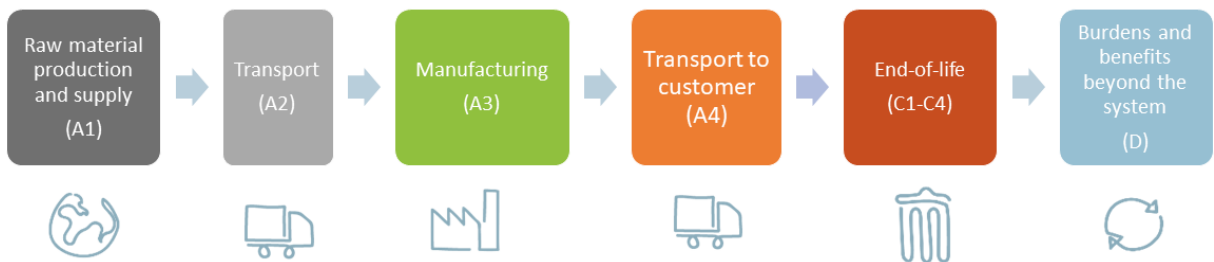 Raw material
production
and supply
(A1)
Transport
(A2)
Manufacturing
(A3)
Transport to
customer
(A4)
End-of-life
(C1-C4)
Burdens and
benefits
beyond the
system
(D)